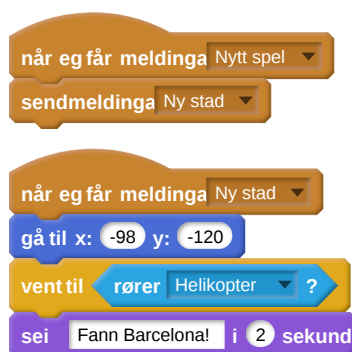 når eg får meldinga Nytt spel
sendmeldinga Ny stad
når eg får meldinga Ny stad
gå til x: -98 y: -120
vent til rører Helikopter ?
sei Fann Barcelona! i 2 sekund